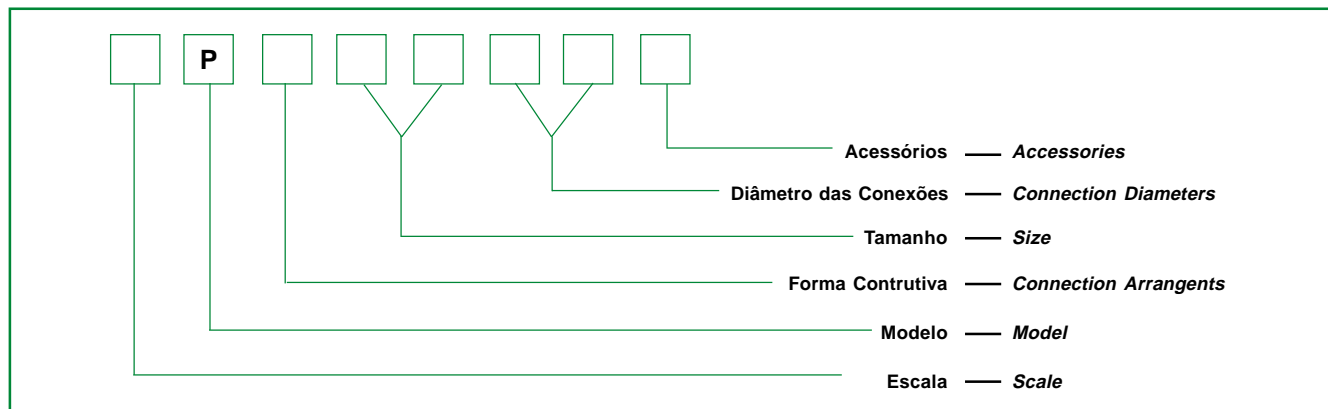 P
Acessórios — Accessories
Diâmetro das Conexões — Connection Diameters
Tamanho — Size
Forma Contrutiva — Connection Arrangents
Modelo — Model
Escala — Scale